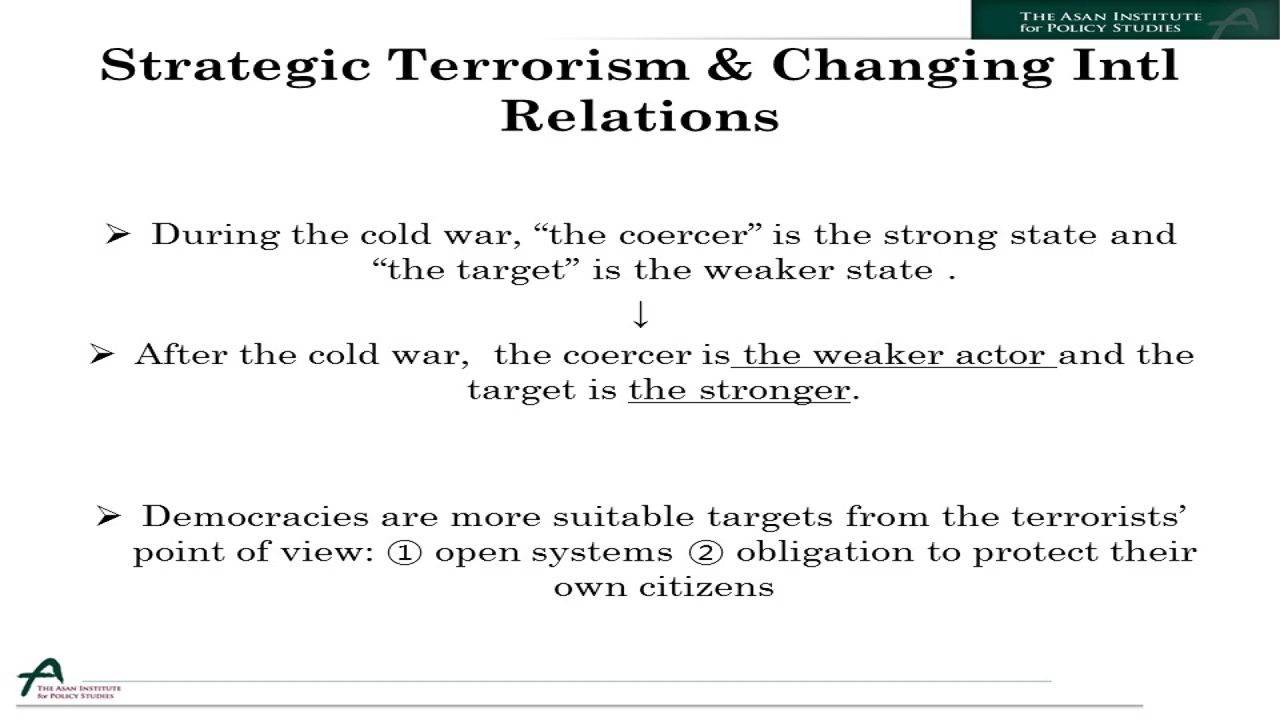 THE ASAN INSTITUTE
for POLICY STUDIES
Strategic Terrorism & Changing Intl
Relations
➢ During the cold war, “the coercer” is the strong state and
“the target” is the weaker state .
↓
➢ After the cold war,  the coercer is the weaker actor and the
target is the stronger.
➢ Democracies are more suitable targets from the terrorists’
point of view: ① open systems ② obligation to protect their
own citizens
THE ASAN INSTITUTE
for POLICY STUDIES